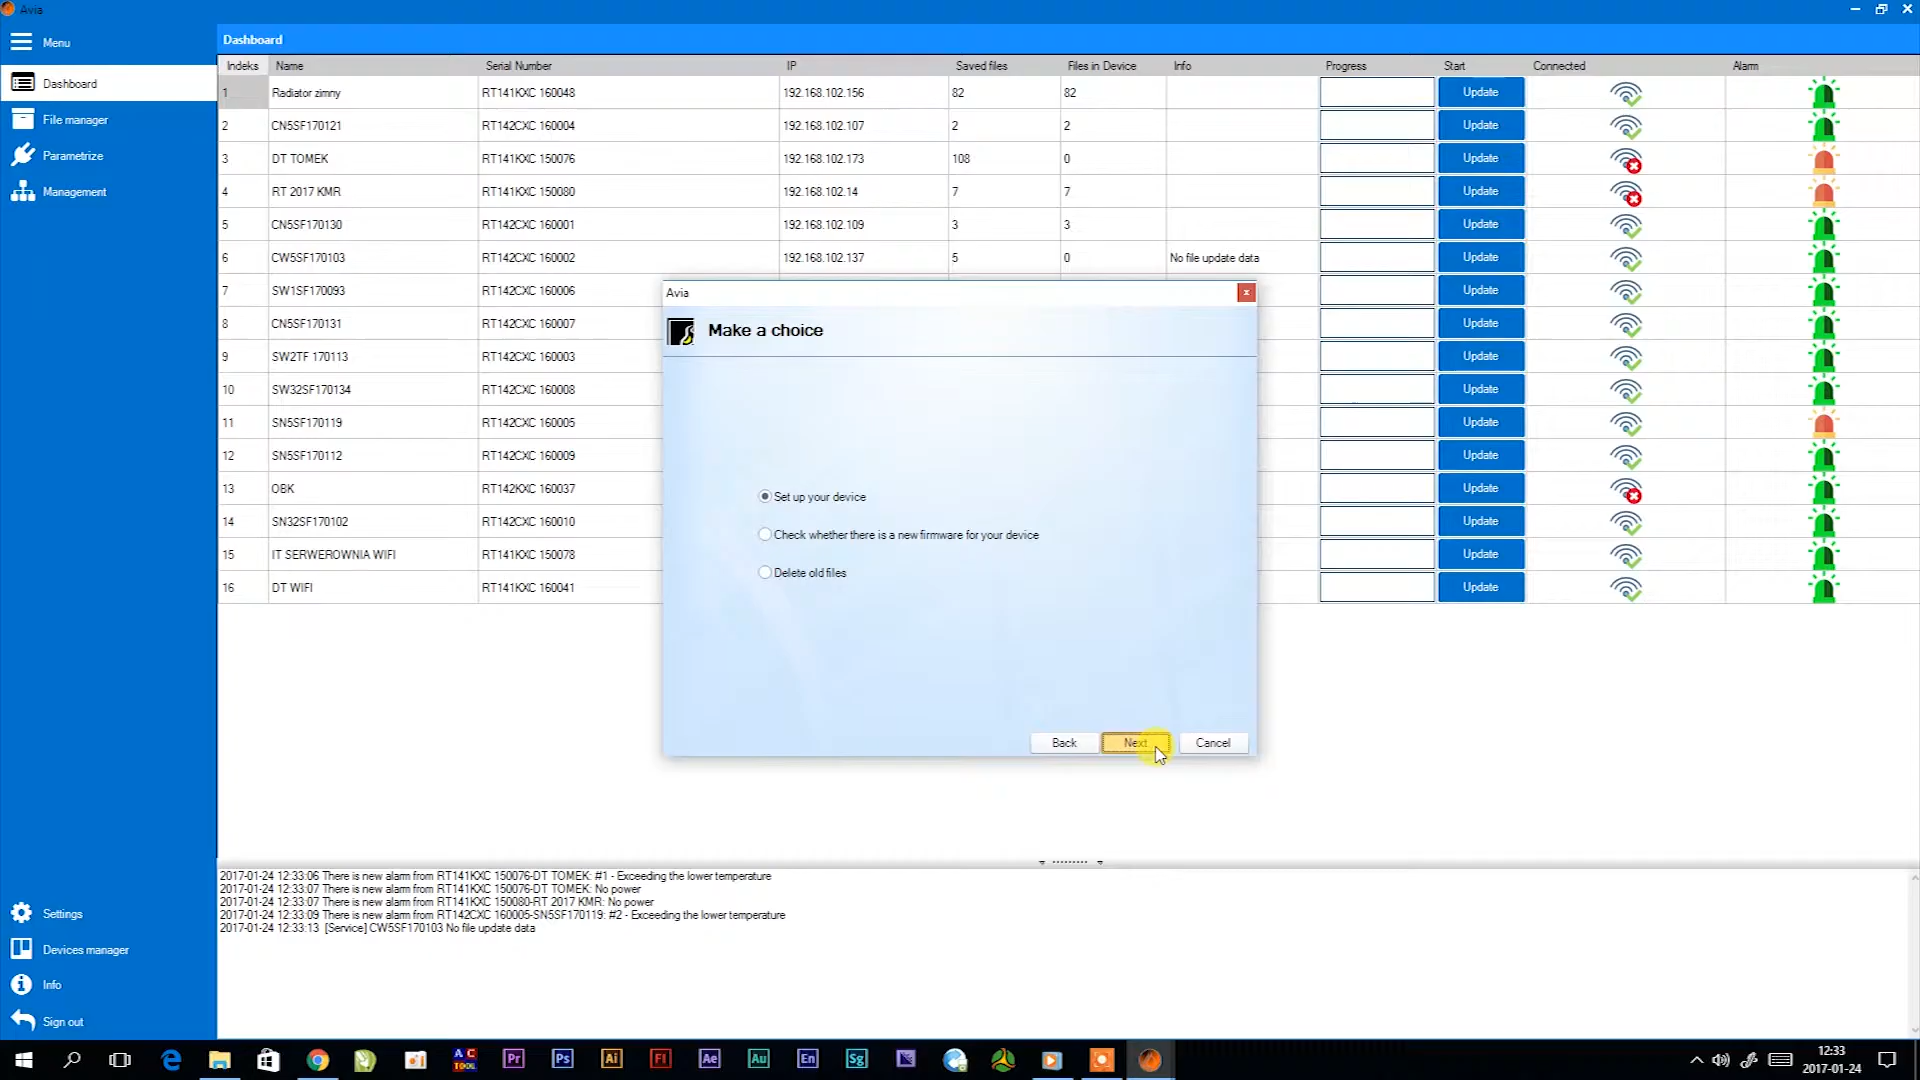 Avia
Menu
Dashboard
Dashboard
File manager
Parametrize
Management
Settings
Devices manager
Info
Sign out
Indeks Name Serial Number IP Saved files Files in Device Info Progress Start Connected Alarm
1 Radiator zimny RT141KXC 160048 192.168.102.156 82 82 Update
2 CN5SF170121 RT142CXC 160004 192.168.102.107 2 2 Update
3 DT TOMEK RT141KXC 150076 192.168.102.173 108 0 Update
4 RT 2017 KMR RT141KXC 150080 192.168.102.14 7 7 Update
5 CN5SF170130 RT142CXC 160001 192.168.102.109 3 3 Update
6 CW5SF170103 RT142CXC 160002 192.168.102.137 5 0 No file update data Update
7 SW1SF170093 RT142CXC 160006 Update
8 CN5SF170131 RT142CXC 160007 Update
9 SW2TF 170113 RT142CXC 160003 Update
10 SW32SF170134 RT142CXC 160008 Update
11 SN5SF170119 RT142CXC 160005 Update
12 SN5SF170112 RT142CXC 160009 Update
13 OBK RT142KXC 160037 Update
14 SN32SF170102 RT142CXC 160010 Update
15 IT SERWEROWNIA WIFI RT141KXC 150078 Update
16 DT WIFI RT141KXC 160041 Update
Avia
Make a choice
Set up your device
Check whether there is a new firmware for your device
Delete old files
Back Next Cancel
2017-01-24 12:33:06 There is new alarm from RT141KXC 150076-DT TOMEK: #1 - Exceeding the lower temperature
2017-01-24 12:33:07 There is new alarm from RT141KXC 150076-DT TOMEK: No power
2017-01-24 12:33:07 There is new alarm from RT141KXC 150080-RT 2017 KMR: No power
2017-01-24 12:33:09 There is new alarm from RT142CXC 160005-SN5SF170119: #2 - Exceeding the lower temperature
2017-01-24 12:33:13 [Service] CW5SF170103 No file update data
AC TOOL Pr Ps Ai Fl Ae Au En Sg
12:33
2017-01-24